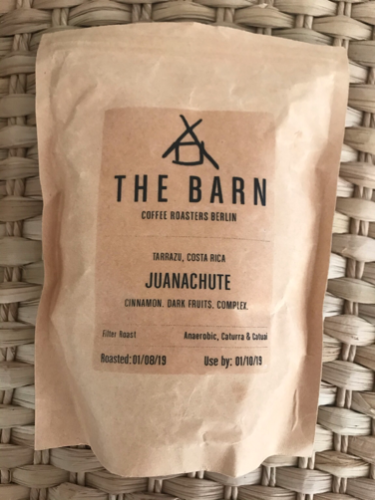 THE BARN
COFFEE ROASTERS BERLIN
TARRAZU, COSTA RICA
JUANACHUTE
CINNAMON. DARK FRUITS. COMPLEX.
Filter Roast Anaerobic, Caturra & Catuai
Roasted: 01/08/19 Use by: 01/10/19